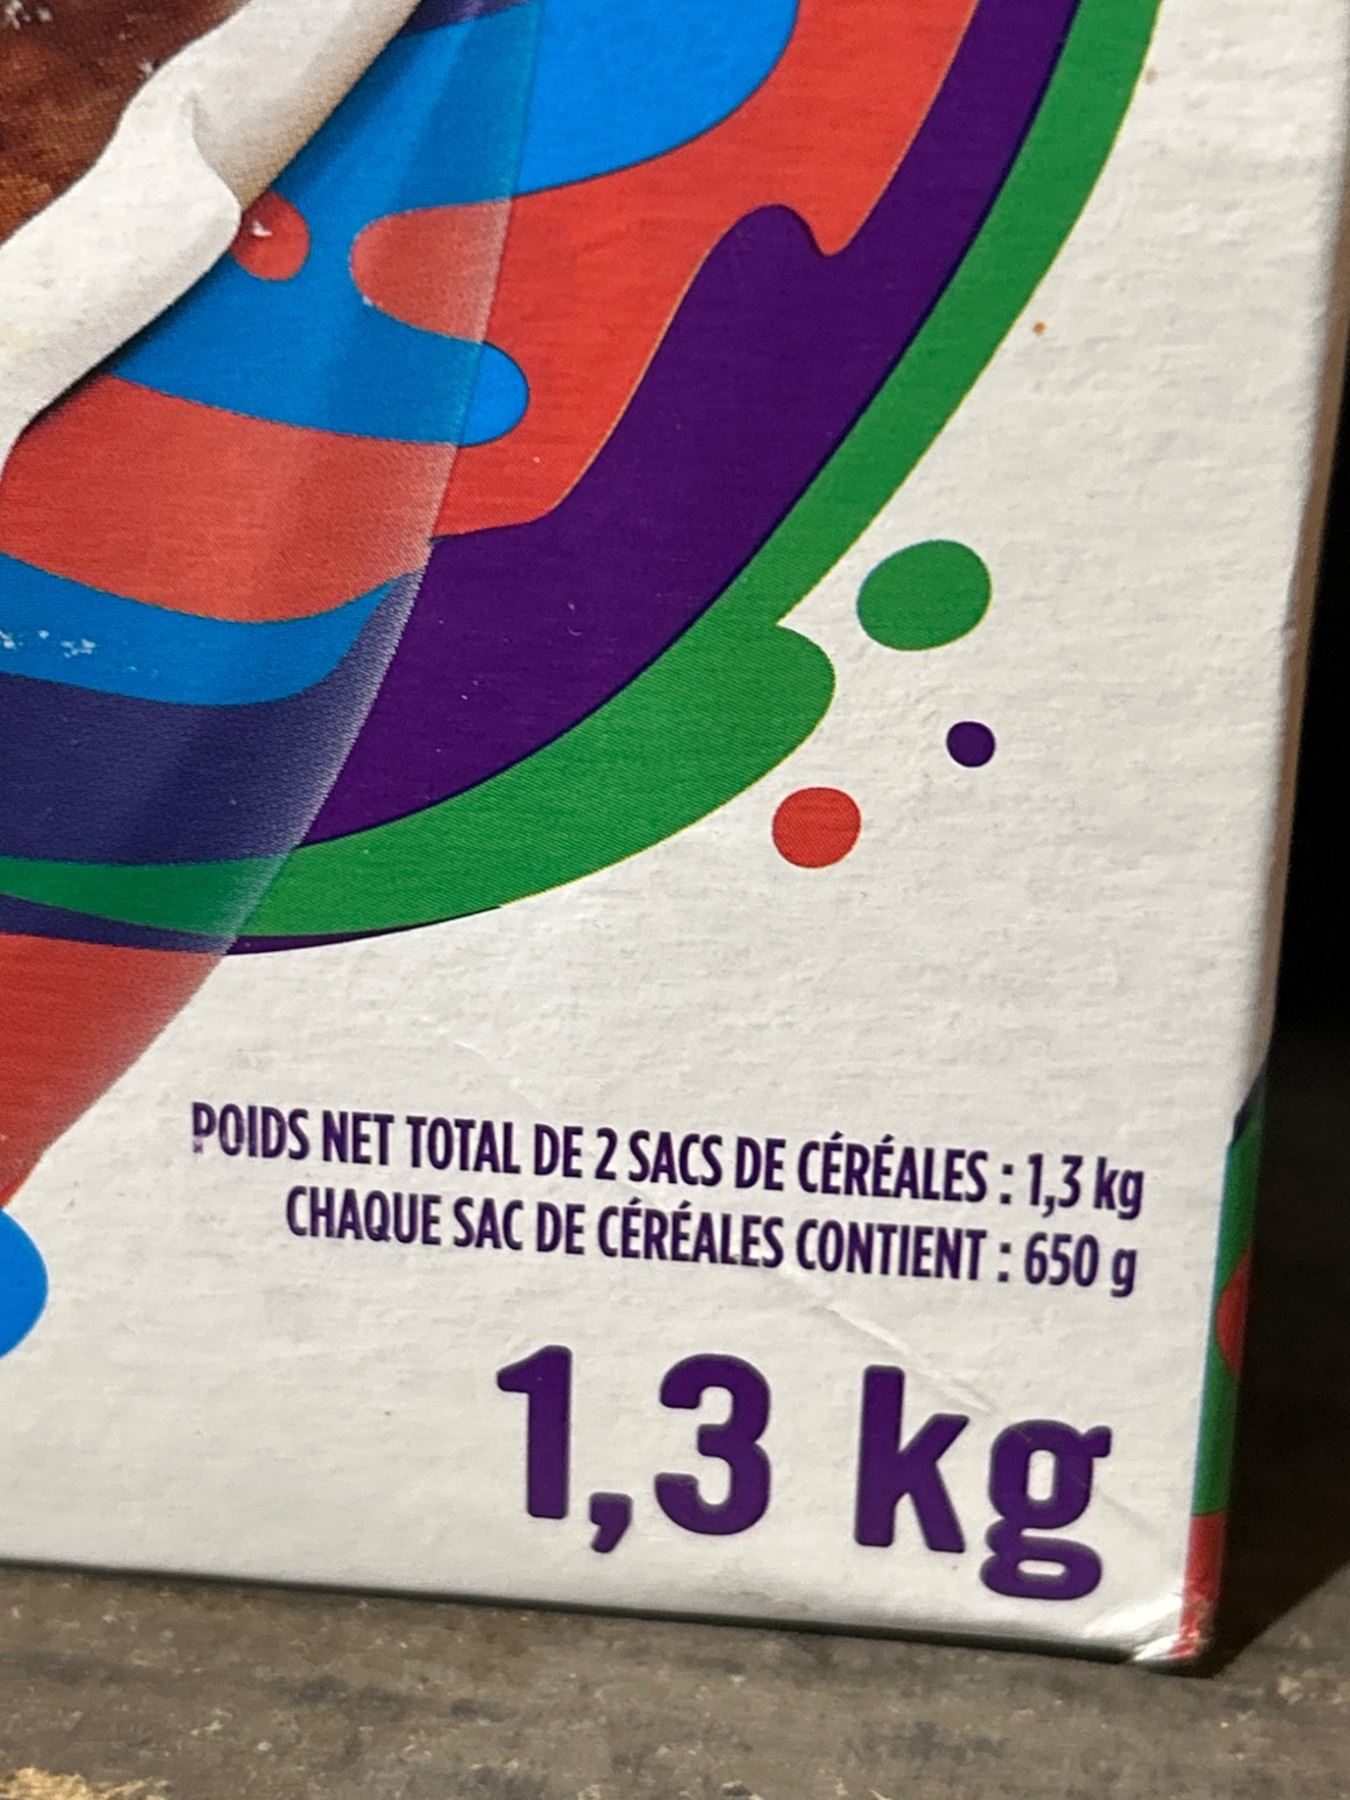 POIDS NET TOTAL DE 2 SACS DE CÉRÉALES : 1,3 kg
CHAQUE SAC DE CÉRÉALES CONTIENT : 650 g
1,3 kg